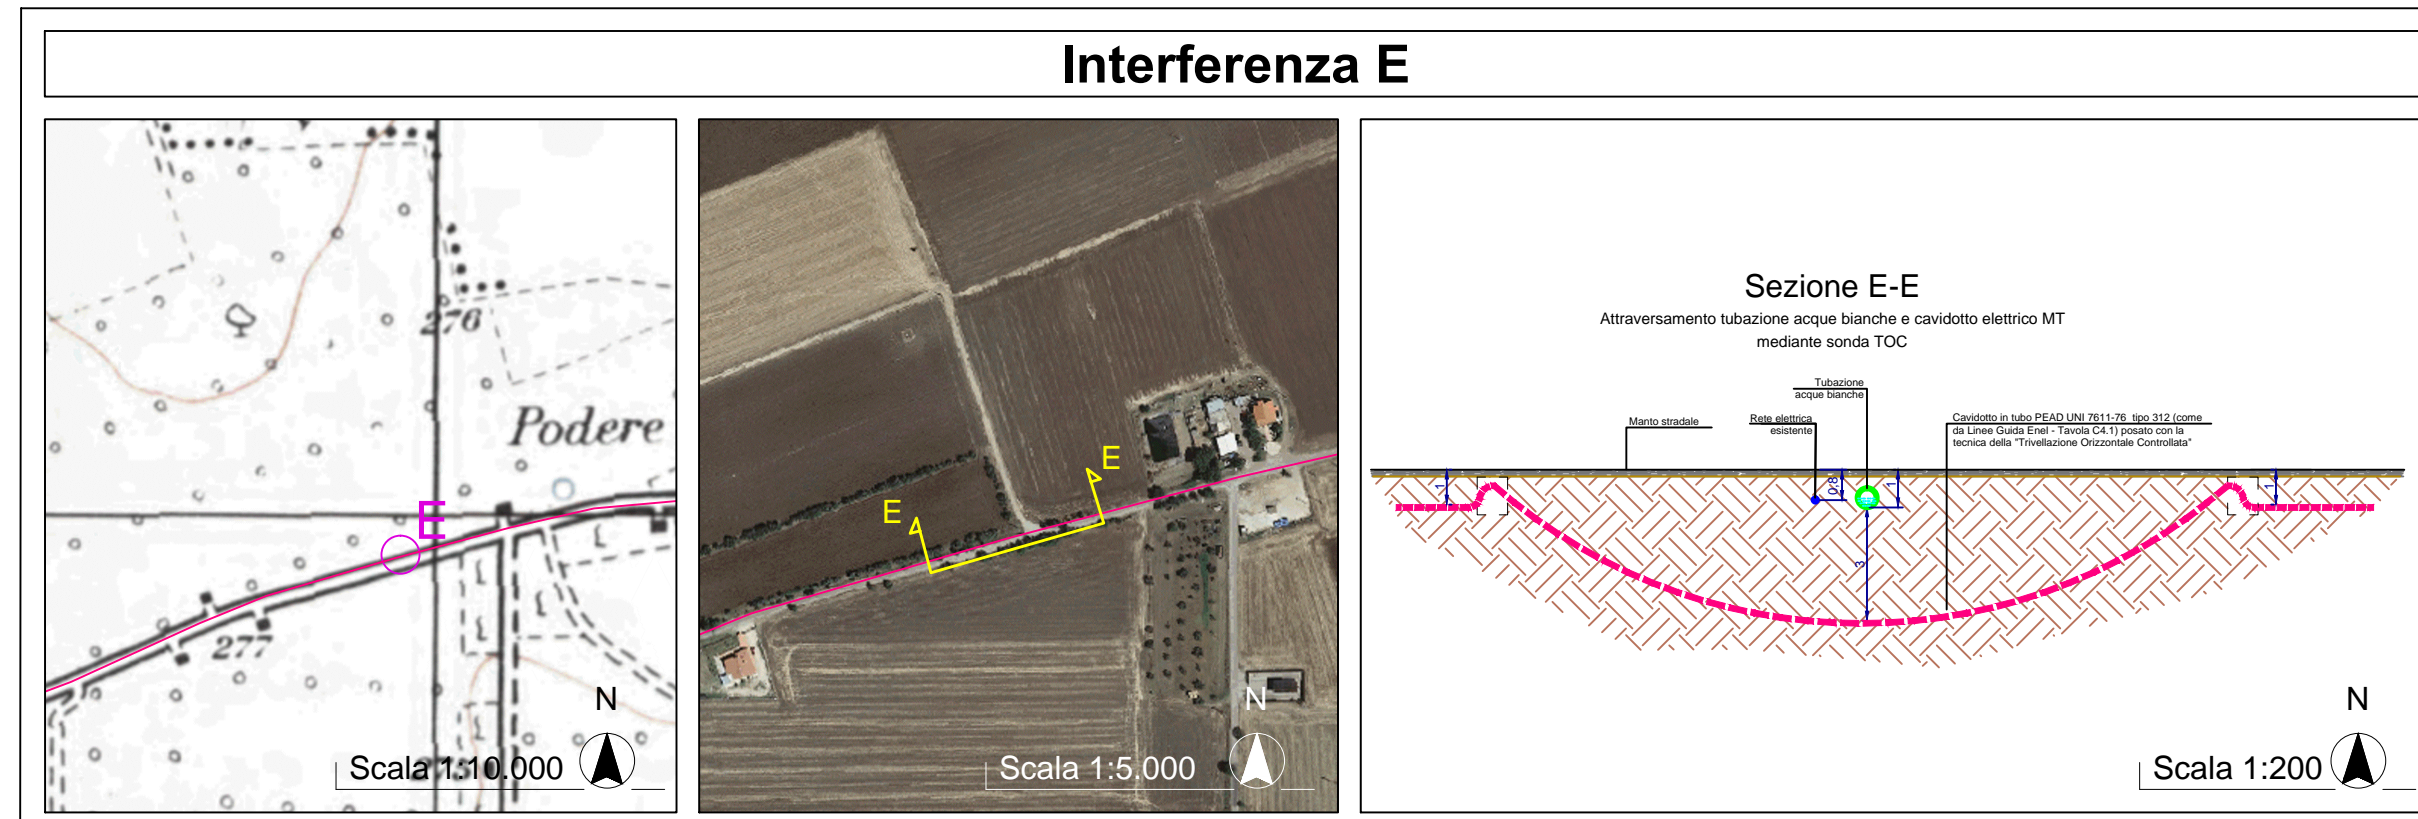 Interferenza E
276
Podere
E
277
N
Scala 1:10.000
E
E
N
Scala 1:5.000
Sezione E-E
Attraversamento tubazione acque bianche e cavidotto elettrico MT
mediante sonda TOC
Tubazione
acque bianche
Manto stradale
Rete elettrica
esistente
Cavidotto in tubo PEAD UNI 7611-76 tipo 312 (come
da Linee Guida Enel - Tavola C4.1) posato con la
tecnica della "Trivellazione Orizzontale Controllata"
1
0,8
1
1
3
N
Scala 1:200